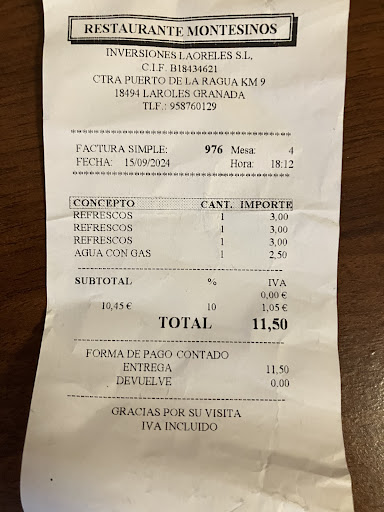 RESTAURANTE MONTESINOS
INVERSIONES LAORELES S.L.
C.I.F. B18434621
CTRA PUERTO DE LA RAGUA KM 9
18494 LAROLES GRANADA
TLF.: 958760129
****************************************************
FACTURA SIMPLE: 976 Mesa: 4
FECHA: 15/09/2024 Hora: 18:12
****************************************************
CONCEPTO CANT. IMPORTE
REFRESCOS 1 3,00
REFRESCOS 1 3,00
REFRESCOS 1 3,00
AGUA CON GAS 1 2,50
----------------------------------------------------
SUBTOTAL % IVA
0,00 €
10,45 € 10 1,05 €
TOTAL 11,50
----------------------------------------------------
FORMA DE PAGO CONTADO
ENTREGA 11,50
DEVUELVE 0,00
----------------------------------------------------
GRACIAS POR SU VISITA
IVA INCLUIDO